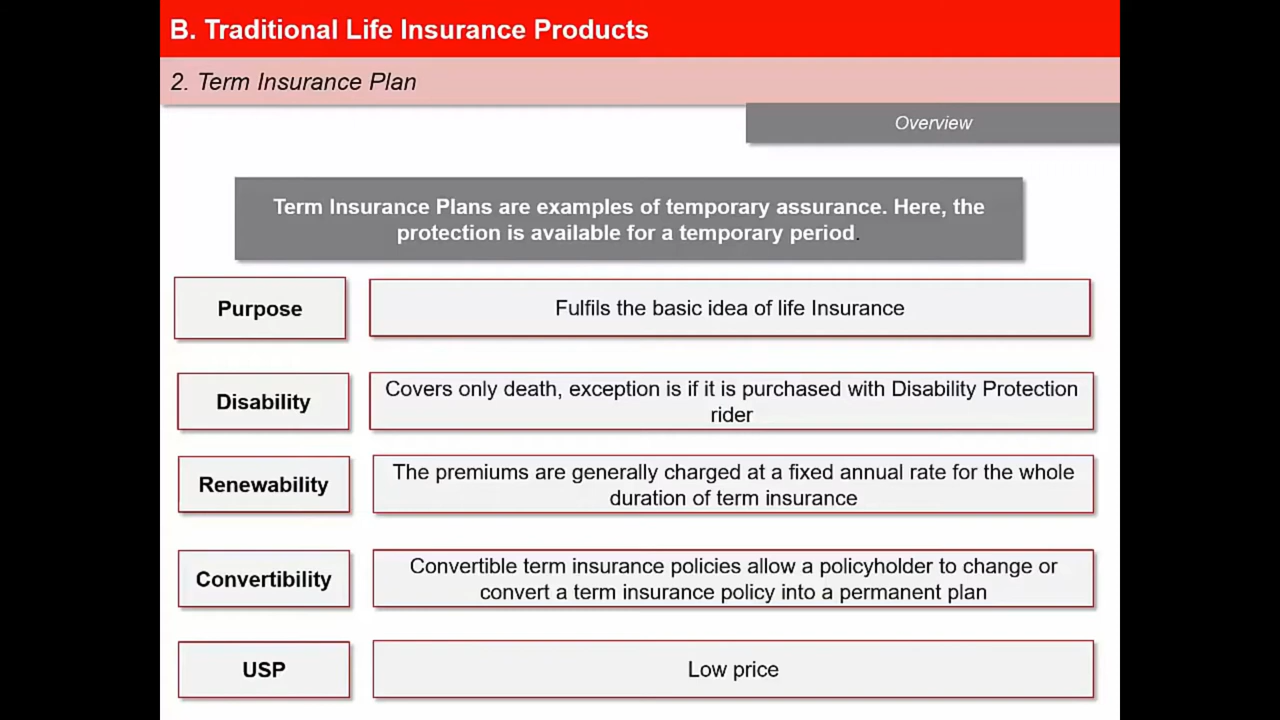 B. Traditional Life Insurance Products
2. Term Insurance Plan
Overview
Term Insurance Plans are examples of temporary assurance. Here, the
protection is available for a temporary period.
Purpose
Fulfils the basic idea of life Insurance
Disability
Covers only death, exception is if it is purchased with Disability Protection
rider
Renewability
The premiums are generally charged at a fixed annual rate for the whole
duration of term insurance
Convertibility
Convertible term insurance policies allow a policyholder to change or
convert a term insurance policy into a permanent plan
USP
Low price